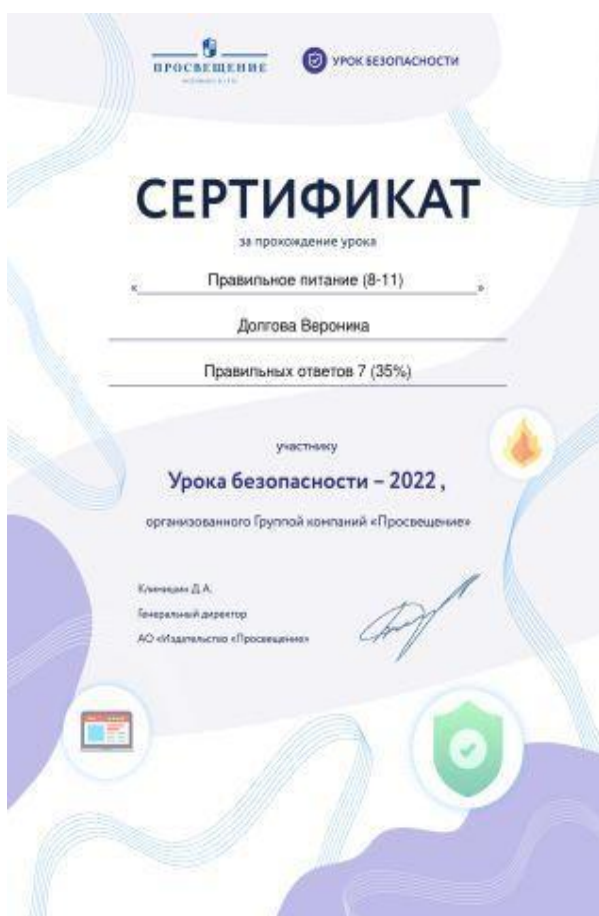 ПРОСВЕЩЕНИЕ
УРОК БЕЗОПАСНОСТИ
СЕРТИФИКАТ
за прохождение урока
« Правильное питание (8-11) »
Долгова Вероника
Правильных ответов 7 (35%)
участнику
Урока безопасности – 2022 ,
организованного Группой компаний «Просвещение»
Д.А.
Генеральный директор
АО «Издательство «Просвещение»